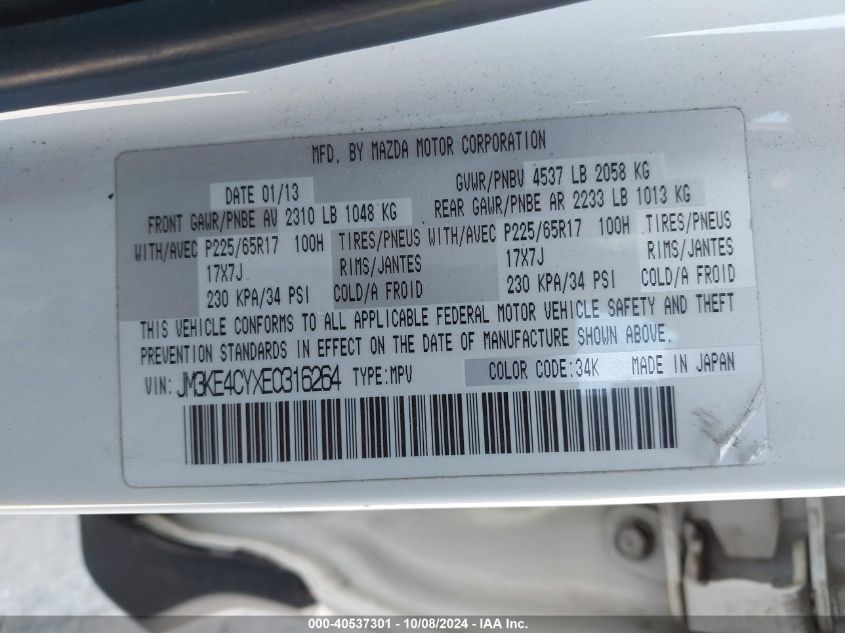 MFD. BY MAZDA MOTOR CORPORATION
DATE 01/13
GVWR/PNBV 4537 LB 2058 KG
FRONT GAWR/PNBE AV 2310 LB 1048 KG
REAR GAWR/PNBE AR 2233 LB 1013 KG
WITH/AVEC P225/65R17 100H TIRES/PNEUS WITH/AVEC P225/65R17 100H TIRES/PNEUS
17X7J RIMS/JANTES 17X7J RIMS/JANTES
230 KPA/34 PSI COLD/A FROID 230 KPA/34 PSI COLD/A FROID
THIS VEHICLE CONFORMS TO ALL APPLICABLE FEDERAL MOTOR VEHICLE SAFETY AND THEFT
PREVENTION STANDARDS IN EFFECT ON THE DATE OF MANUFACTURE SHOWN ABOVE.
VIN: JM3KE4CYXE0316264 TYPE:MPV COLOR CODE:34K MADE IN JAPAN
000-40537301 - 10/08/2024 - IAA Inc.